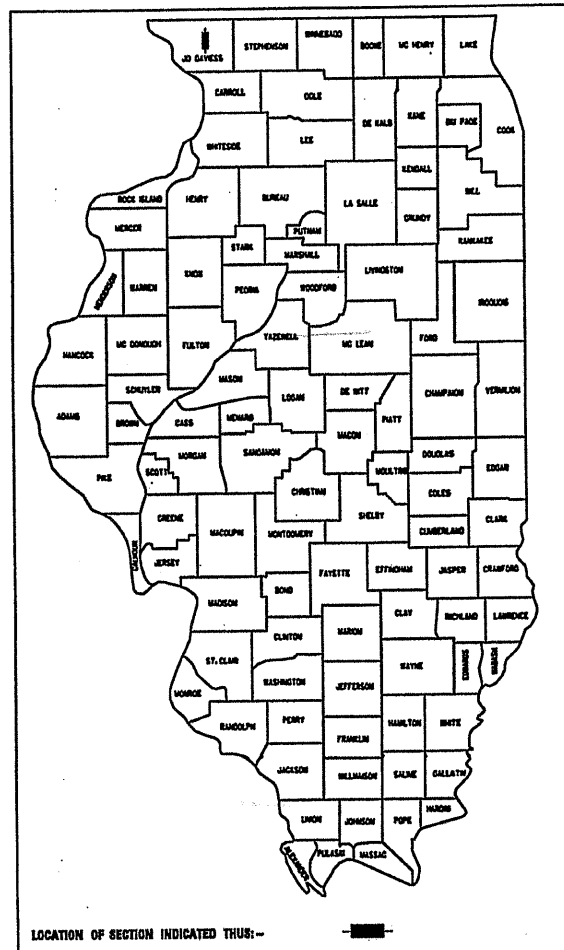 JO DAVIESS
STEPHENSON
WINNEBAGO
BOONE
MC HENRY
LAKE
CARROLL
OGLE
DE KALB
KANE
DU PAGE
COOK
WHITESIDE
LEE
KENDALL
WILL
ROCK ISLAND
HENRY
BUREAU
LA SALLE
GRUNDY
MERCER
PUTNAM
KANKAKEE
STARK
MARSHALL
LIVINGSTON
HENDERSON
WARREN
KNOX
PEORIA
WOODFORD
IROQUOIS
HANCOCK
MC DONOUGH
FULTON
TAZEWELL
MC LEAN
FORD
MASON
SCHUYLER
LOGAN
DE WITT
CHAMPAIGN
VERMILION
ADAMS
BROWN
CASS
MENARD
PIATT
MACON
MORGAN
SANGAMON
DOUGLAS
EDGAR
PIKE
SCOTT
MOULTRIE
CHRISTIAN
COLES
GREENE
MACOUPIN
MONTGOMERY
SHELBY
CUMBERLAND
CLARK
CALHOUN
JERSEY
FAYETTE
EFFINGHAM
JASPER
CRAWFORD
MADISON
BOND
CLAY
RICHLAND
LAWRENCE
CLINTON
MARION
ST. CLAIR
WAYNE
EDWARDS
WABASH
WASHINGTON
JEFFERSON
MONROE
RANDOLPH
PERRY
HAMILTON
WHITE
FRANKLIN
JACKSON
WILLIAMSON
SALINE
GALLATIN
UNION
JOHNSON
POPE
HARDIN
ALEXANDER
PULASKI
MASSAC
LOCATION OF SECTION INDICATED THUS:--